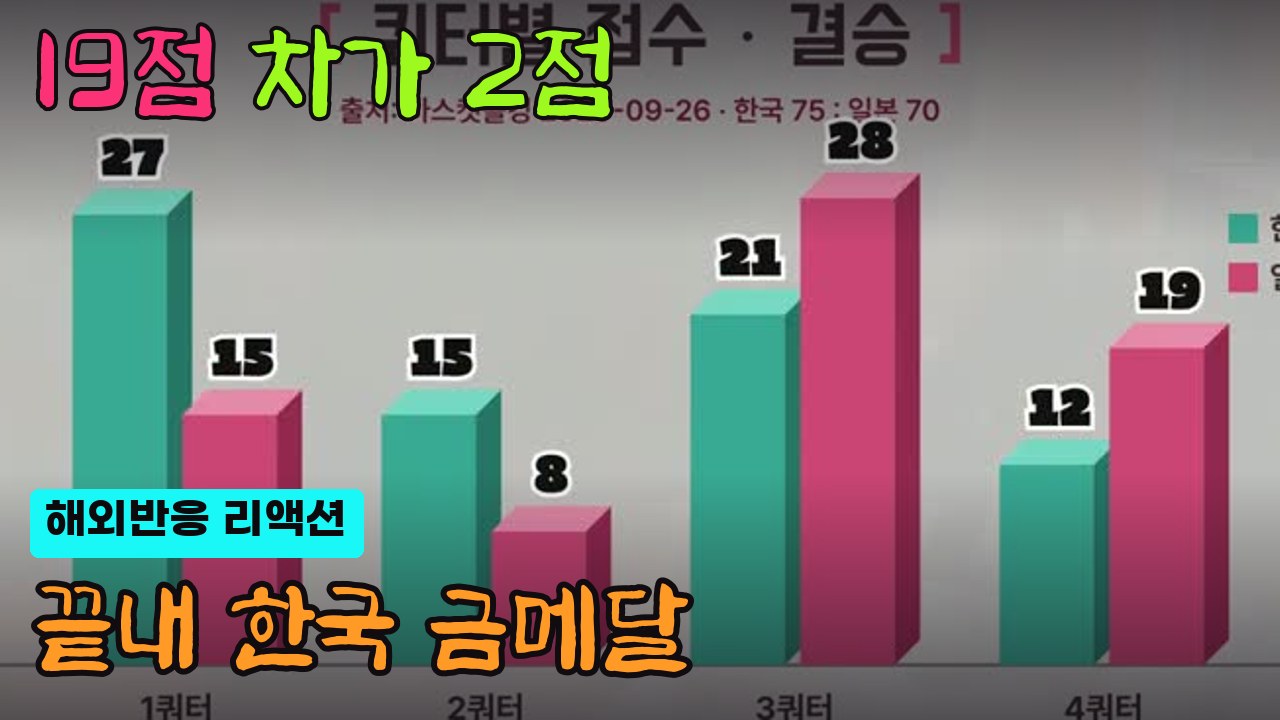 19점 차가 2점
[ 쿼터별 점수 · 결승 ]
출처: -09-26 · 한국 75 : 일본 70
27
15
15
8
21
28
12
19
해외반응 리액션
끝내 한국 금메달
1쿼터
2쿼터
3쿼터
4쿼터